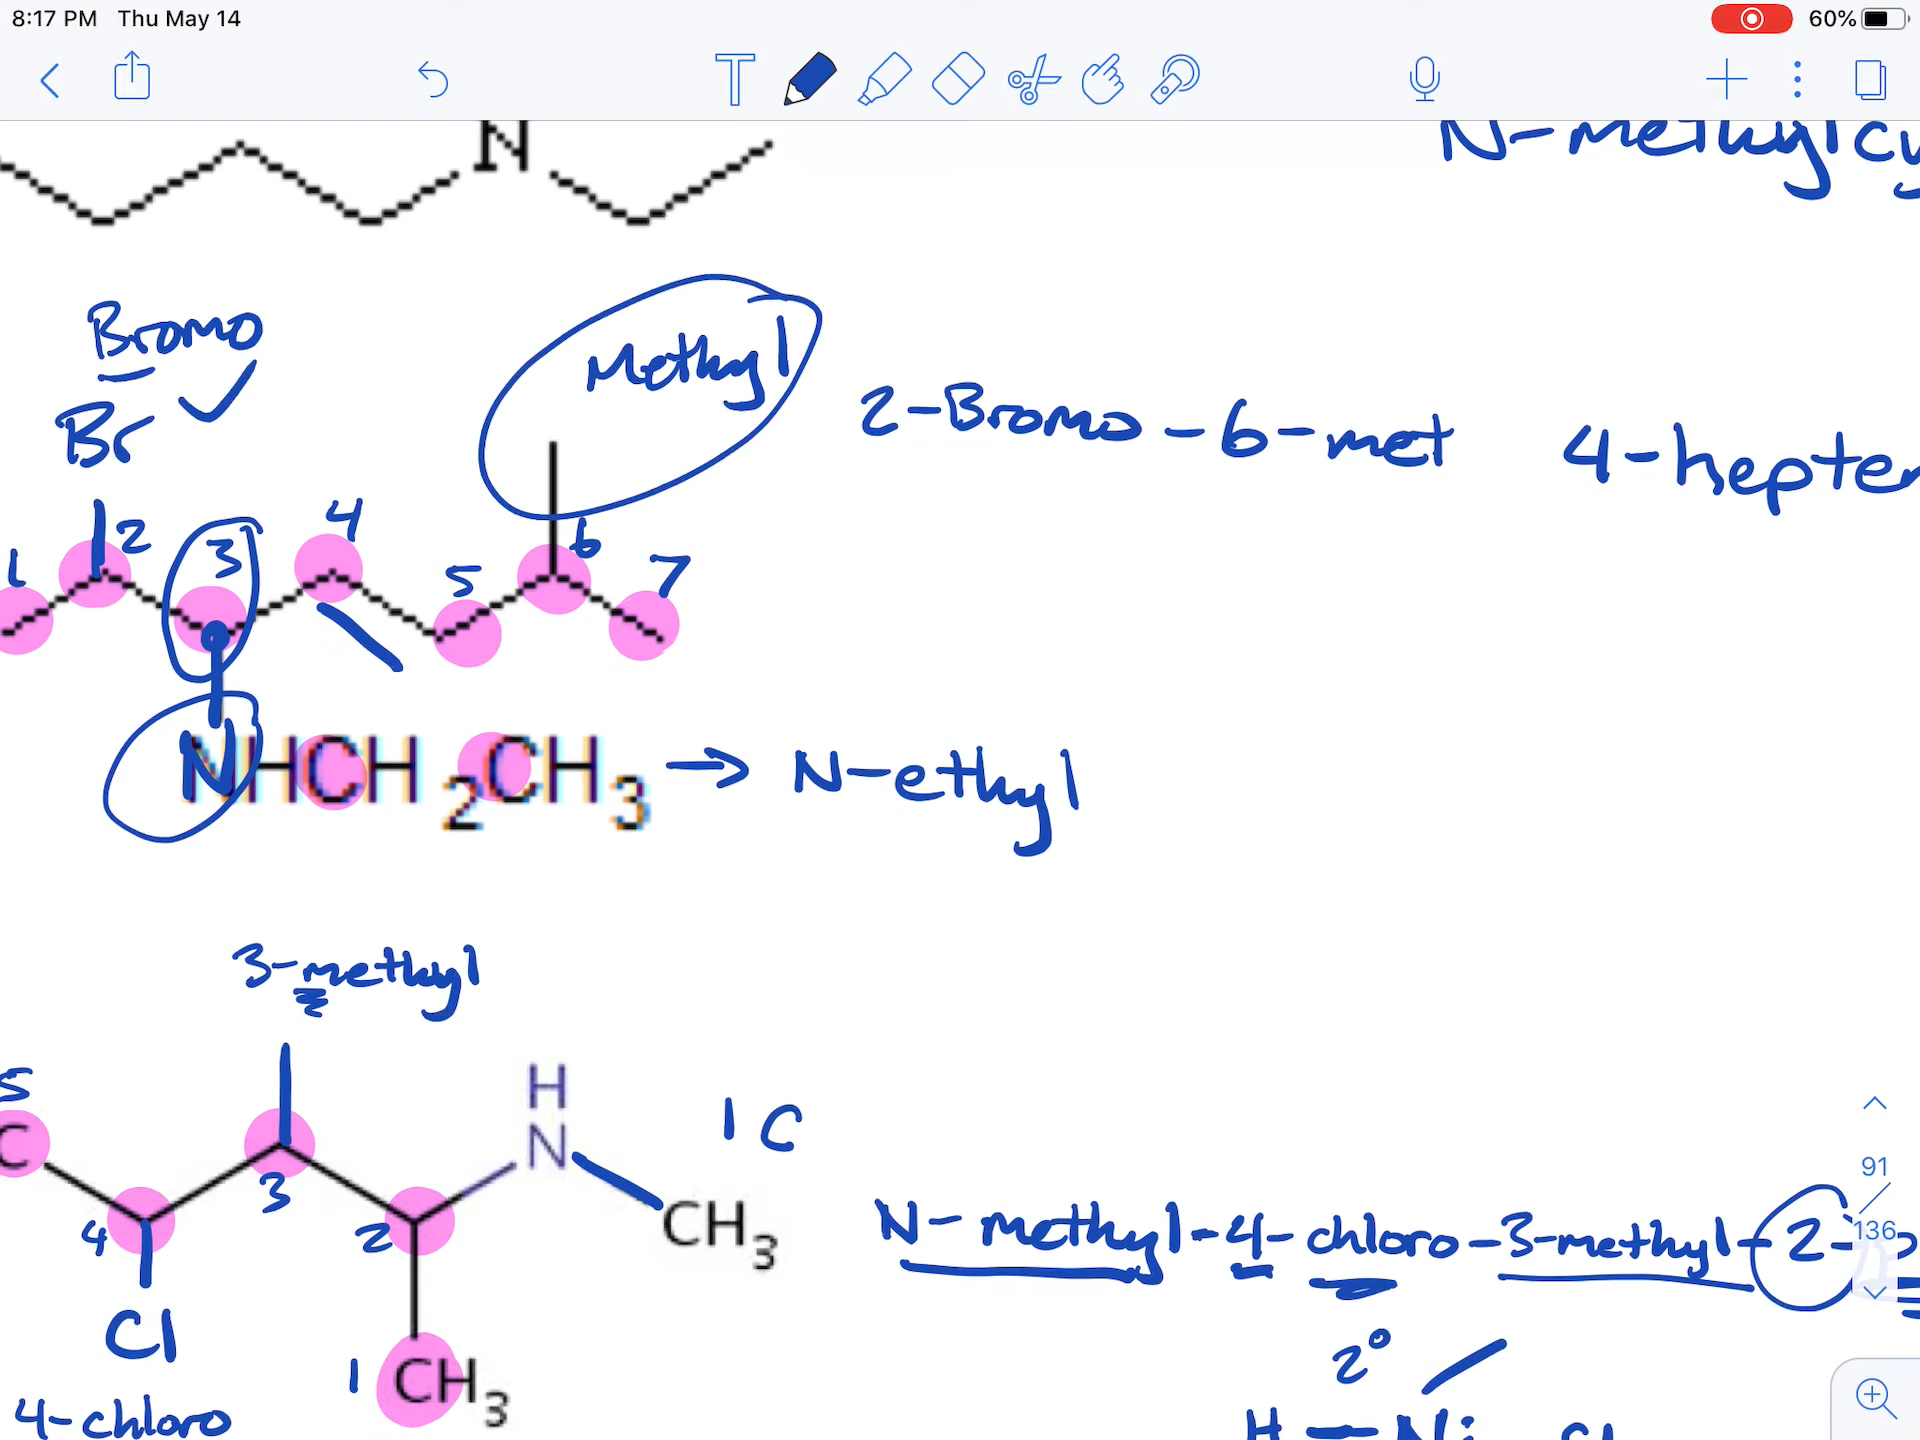 8:17 PM Thu May 14
60%
T
N
N-methylcy
Bromo
Br
Methyl
2-Bromo-6-met 4-hepten
1 2 3 4 5 6 7
NHCH2CH3 → N-ethyl
3-methyl
5
C
H
N
1 C
3
4
2
CH3
N-methyl-4-chloro-3-methyl-2-
91
136
Cl
1 CH3
2°
4-chloro
H-N: